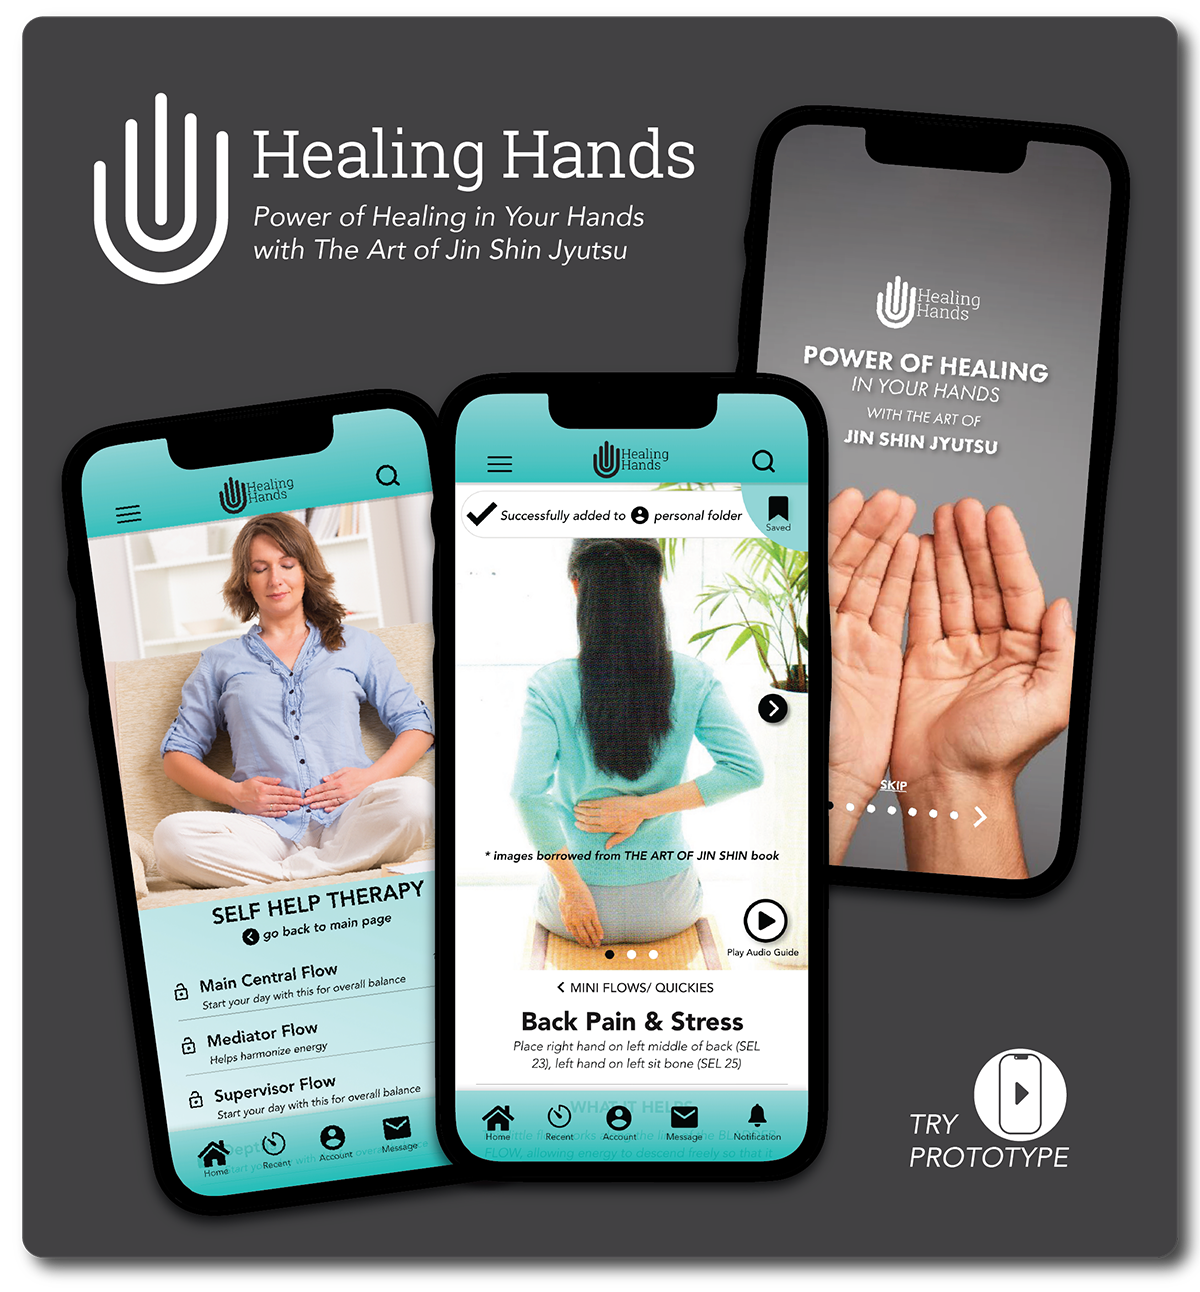 Healing Hands
Power of Healing in Your Hands
with The Art of Jin Shin Jyutsu
Healing
Hands
POWER OF HEALING
IN YOUR HANDS
WITH THE ART OF
JIN SHIN JYUTSU
SKIP
Healing
Hands
SELF HELP THERAPY
go back to main page
Main Central Flow
Start your day with this for overall balance
Mediator Flow
Helps harmonize energy
Supervisor Flow
Start your day with this for overall balance
Home
Recent
Account
Message
Healing
Hands
Successfully added to personal folder
Saved
* images borrowed from THE ART OF JIN SHIN book
Play Audio Guide
MINI FLOWS/ QUICKIES
Back Pain & Stress
Place right hand on left middle of back (SEL
23), left hand on left sit bone (SEL 25)
WHAT IT HELPS
FLOW, allowing energy to descend freely so that it
Home
Recent
Account
Message
Notification
TRY
PROTOTYPE